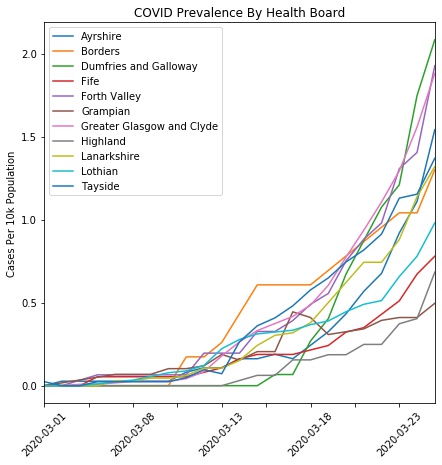 COVID Prevalence By Health Board
Cases Per 10k Population
2.0
1.5
1.0
0.5
0.0
Ayrshire
Borders
Dumfries and Galloway
Fife
Forth Valley
Grampian
Greater Glasgow and Clyde
Highland
Lanarkshire
Lothian
Tayside
2020-03-01
2020-03-08
2020-03-13
2020-03-18
2020-03-23